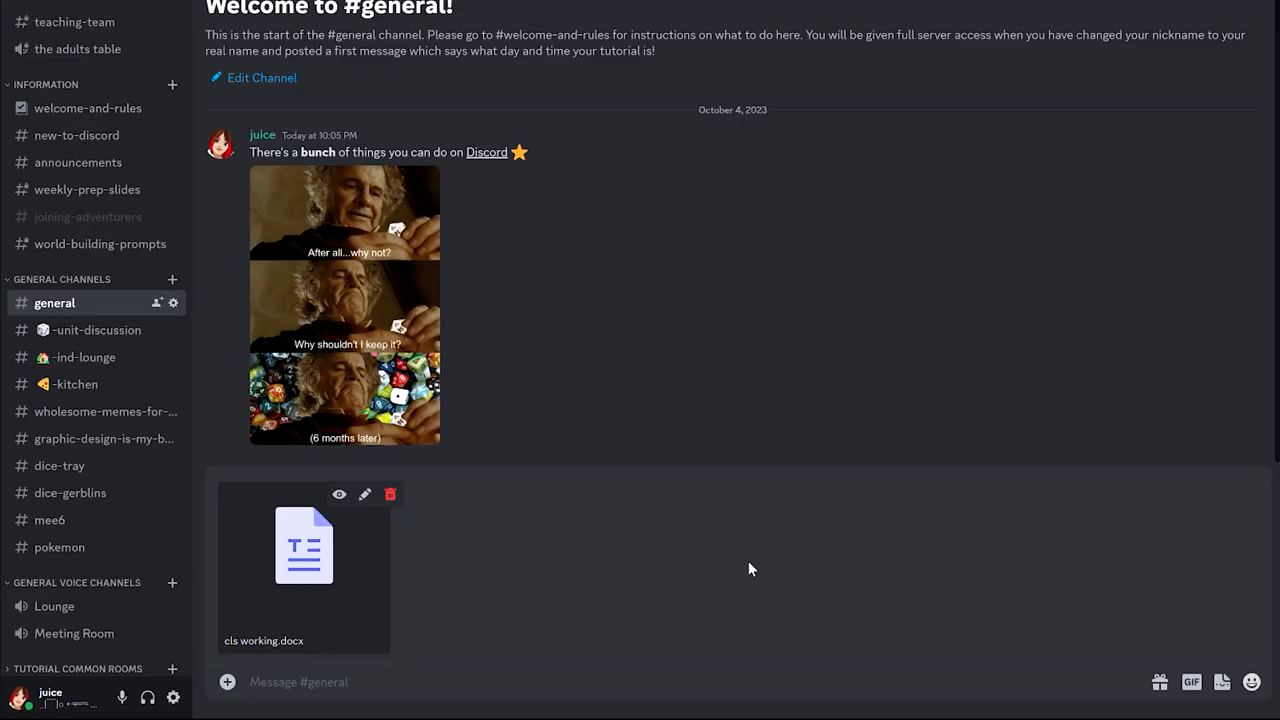 teaching-team
the adults table
INFORMATION
welcome-and-rules
new-to-discord
announcements
weekly-prep-slides
joining-adventurers
world-building-prompts
GENERAL CHANNELS
general
-unit-discussion
-ind-lounge
-kitchen
wholesome-memes-for-...
graphic-design-is-my-b...
dice-tray
dice-gerblins
mee6
pokemon
GENERAL VOICE CHANNELS
Lounge
Meeting Room
TUTORIAL COMMON ROOMS
juice
Welcome to #general!
This is the start of the #general channel. Please go to #welcome-and-rules for instructions on what to do here. You will be given full server access when you have changed your nickname to your
real name and posted a first message which says what day and time your tutorial is!
Edit Channel
October 4, 2023
juice Today at 10:05 PM
There's a bunch of things you can do on Discord
After all...why not?
Why shouldn't I keep it?
(6 months later)
cls working.docx
Message #general
GIF